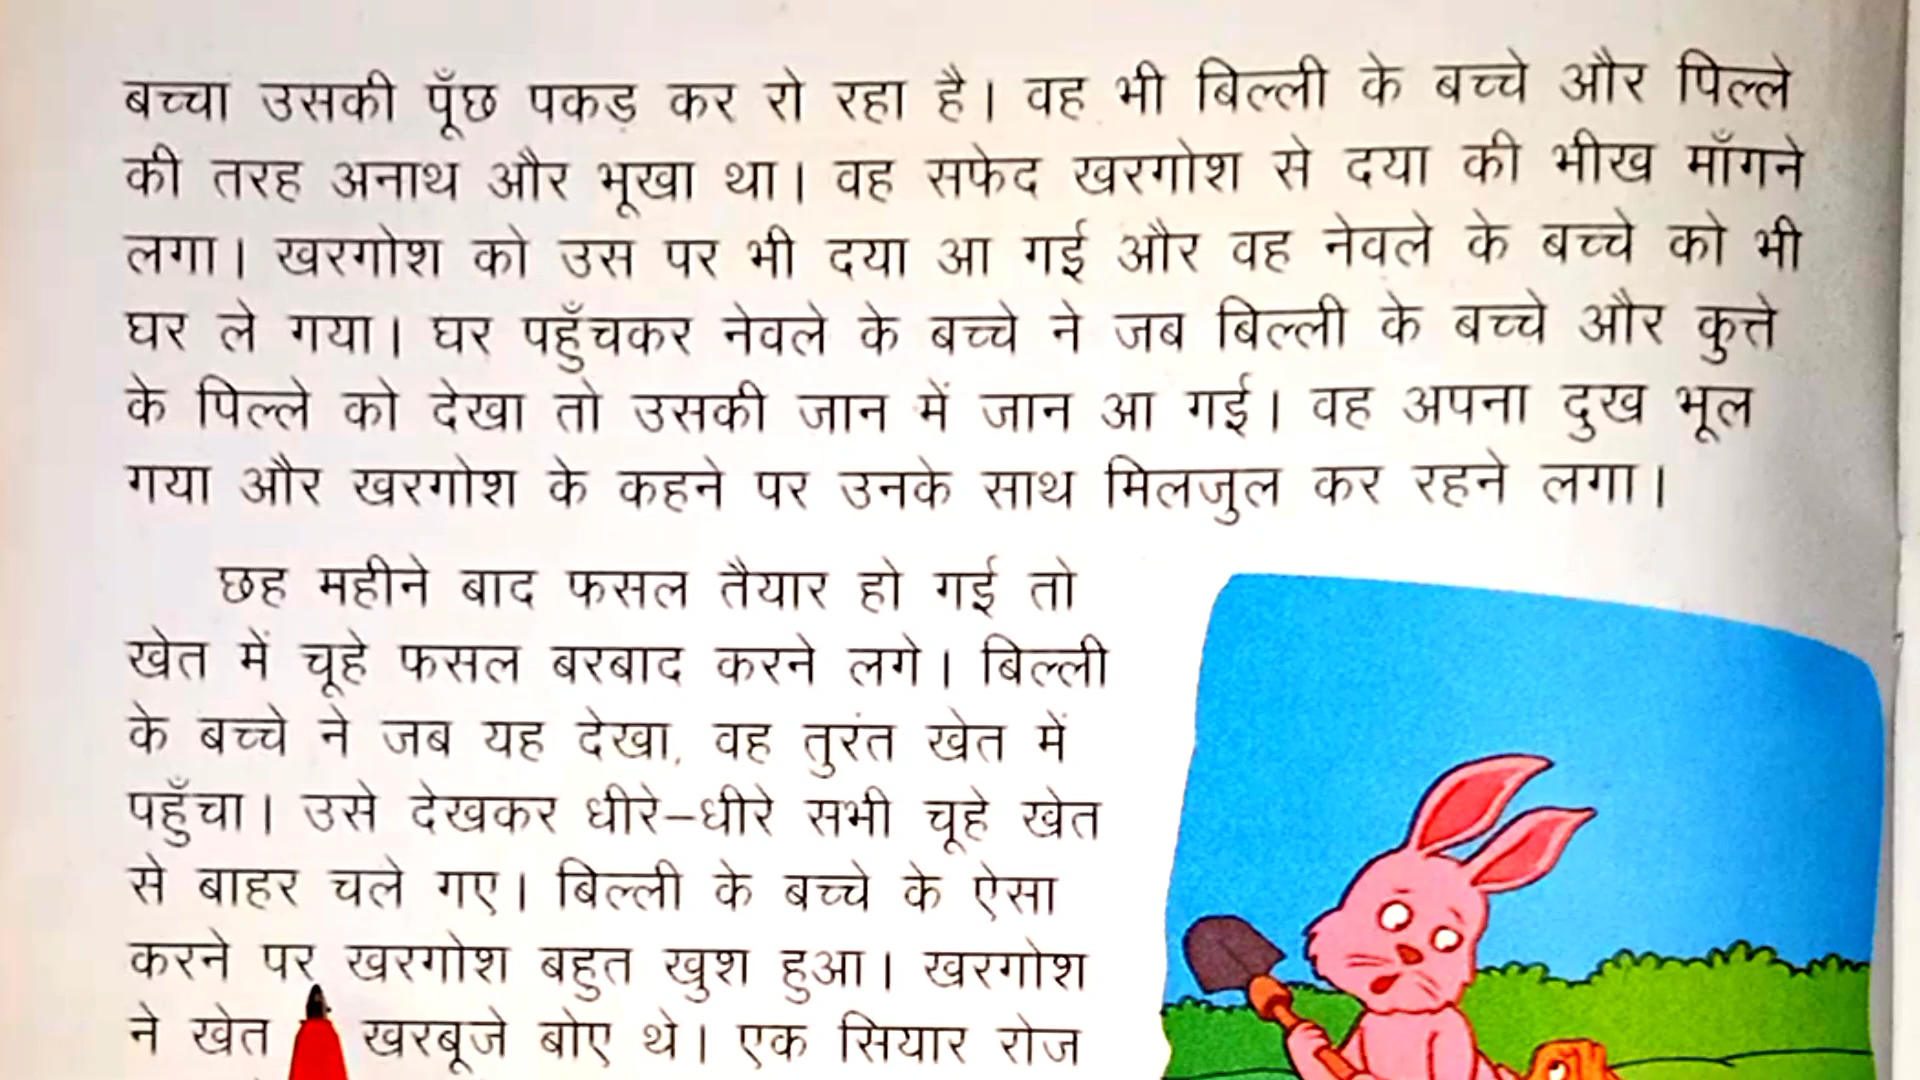 बच्चा उसकी पूँछ पकड़ कर रो रहा है। वह भी बिल्ली के बच्चे और पिल्ले
की तरह अनाथ और भूखा था। वह सफेद खरगोश से दया की भीख माँगने
लगा। खरगोश को उस पर भी दया आ गई और वह नेवले के बच्चे को भी
घर ले गया। घर पहुँचकर नेवले के बच्चे ने जब बिल्ली के बच्चे और कुत्ते
के पिल्ले को देखा तो उसकी जान में जान आ गई। वह अपना दुख भूल
गया और खरगोश के कहने पर उनके साथ मिलजुल कर रहने लगा।
छह महीने बाद फसल तैयार हो गई तो
खेत में चूहे फसल बरबाद करने लगे। बिल्ली
के बच्चे ने जब यह देखा, वह तुरंत खेत में
पहुँचा। उसे देखकर धीरे–धीरे सभी चूहे खेत
से बाहर चले गए। बिल्ली के बच्चे के ऐसा
करने पर खरगोश बहुत खुश हुआ। खरगोश
ने खेत खरबूजे बोए थे। एक सियार रोज